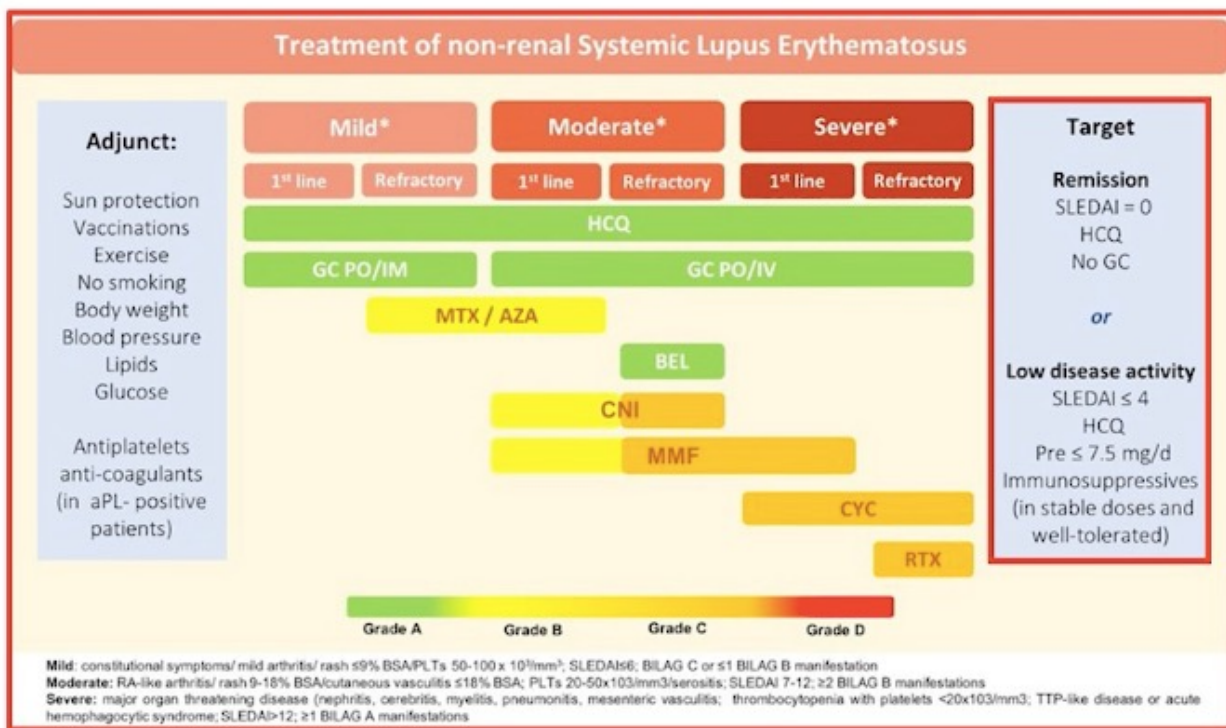 Treatment of non-renal Systemic Lupus Erythematosus
Adjunct:
Sun protection
Vaccinations
Exercise
No smoking
Body weight
Blood pressure
Lipids
Glucose
Antiplatelets
anti-coagulants
(in aPL- positive
patients)
Mild*
Moderate*
Severe*
1st line
Refractory
1st line
Refractory
1st line
Refractory
HCQ
GC PO/IM
GC PO/IV
MTX / AZA
BEL
CNI
MMF
CYC
RTX
Grade A
Grade B
Grade C
Grade D
Target
Remission
SLEDAI = 0
HCQ
No GC
or
Low disease activity
SLEDAI ≤ 4
HCQ
Pre ≤ 7.5 mg/d
Immunosuppressives
(in stable doses and
well-tolerated)
Mild: constitutional symptoms/ mild arthritis/ rash ≤9% BSA/PLTs 50-100 x 10³/mm³; SLEDAI≤6; BILAG C or ≤1 BILAG B manifestation
Moderate: RA-like arthritis/ rash 9-18% BSA/cutaneous vasculitis ≤18% BSA; PLTs 20-50x103/mm3/serositis; SLEDAI 7-12; ≥2 BILAG B manifestations
Severe: major organ threatening disease (nephritis, cerebritis, myelitis, pneumonitis, mesenteric vasculitis; thrombocytopenia with platelets <20x103/mm3; TTP-like disease or acute
hemophagocytic syndrome; SLEDAI>12; ≥1 BILAG A manifestations